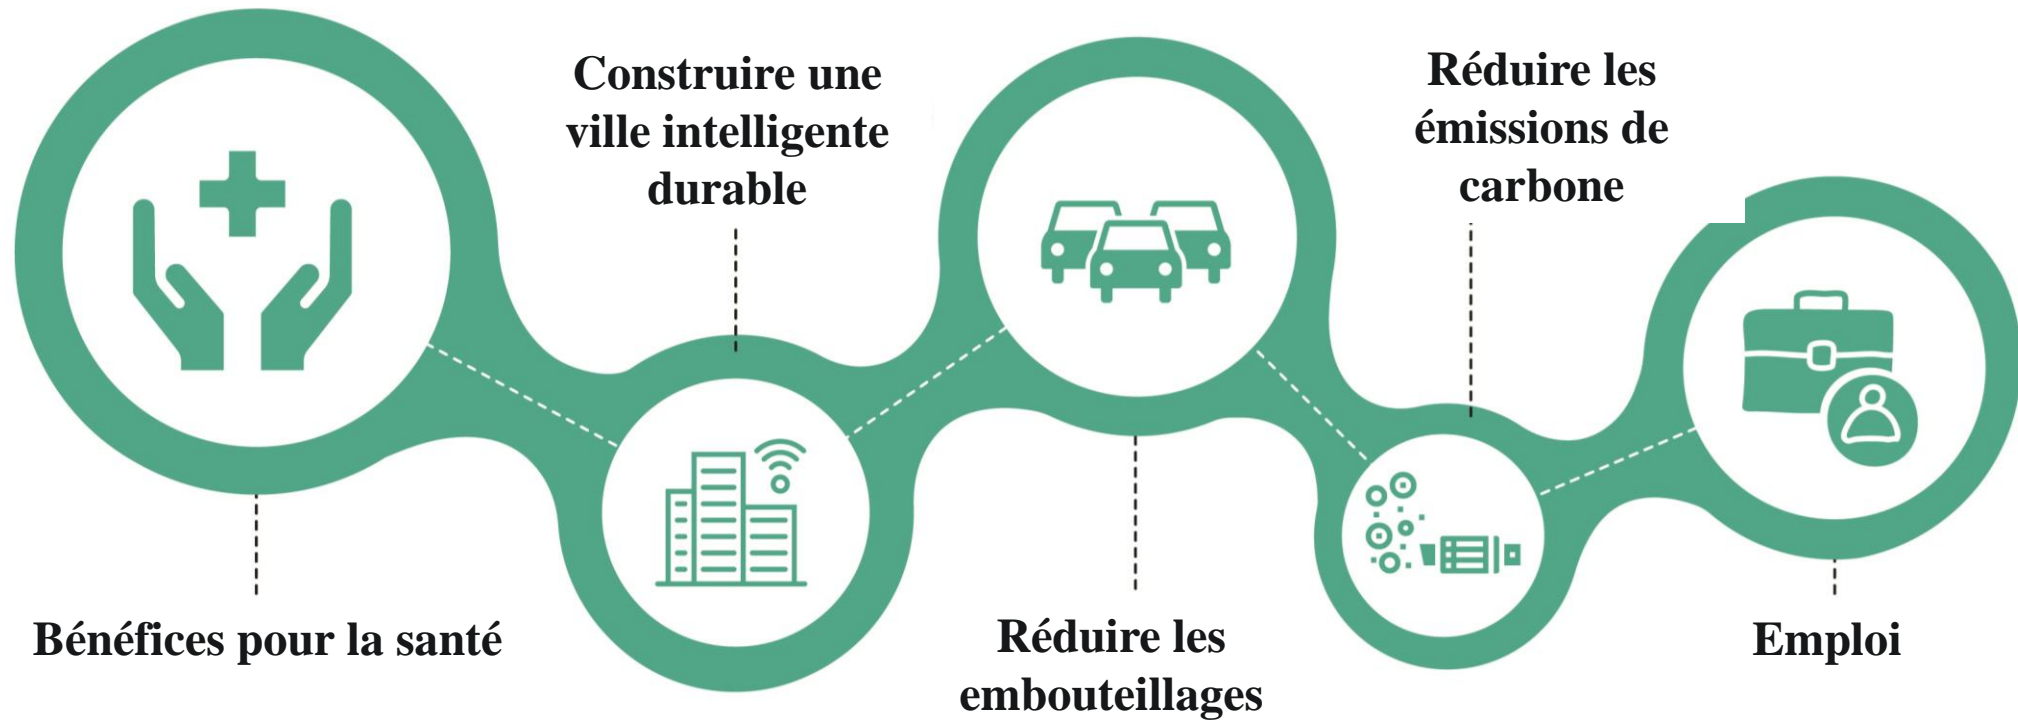 Bénéfices pour la santé
Construire une
ville intelligente
durable
Réduire les
embouteillages
Réduire les
émissions de
carbone
Emploi